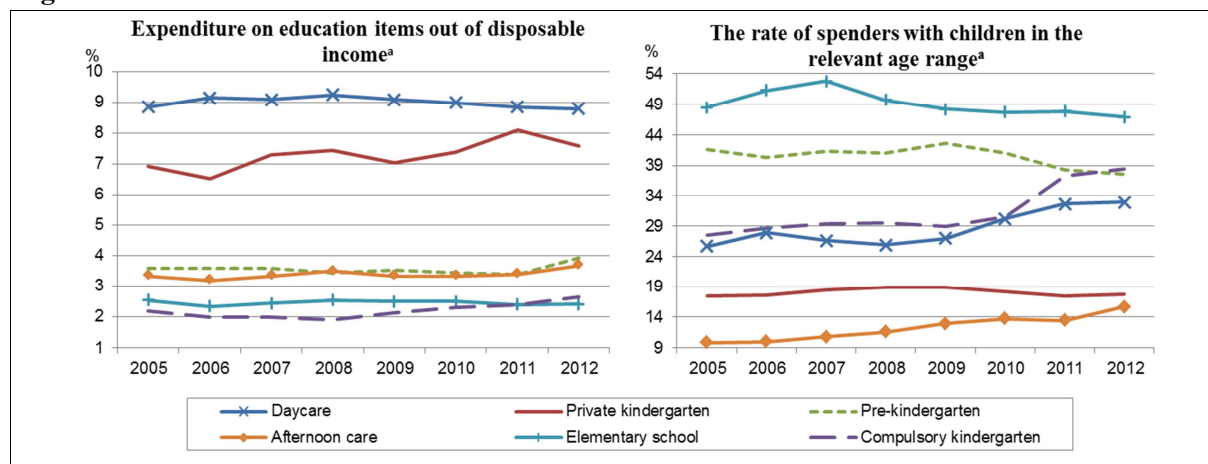 Expenditure on education items out of disposable
incomeᵃ
%
10
9
8
7
6
5
4
3
2
1
2005 2006 2007 2008 2009 2010 2011 2012
The rate of spenders with children in the
relevant age rangeᵃ
%
54
49
44
39
34
29
24
19
14
9
2005 2006 2007 2008 2009 2010 2011 2012
Daycare Private kindergarten Pre-kindergarten
Afternoon care Elementary school Compulsory kindergarten